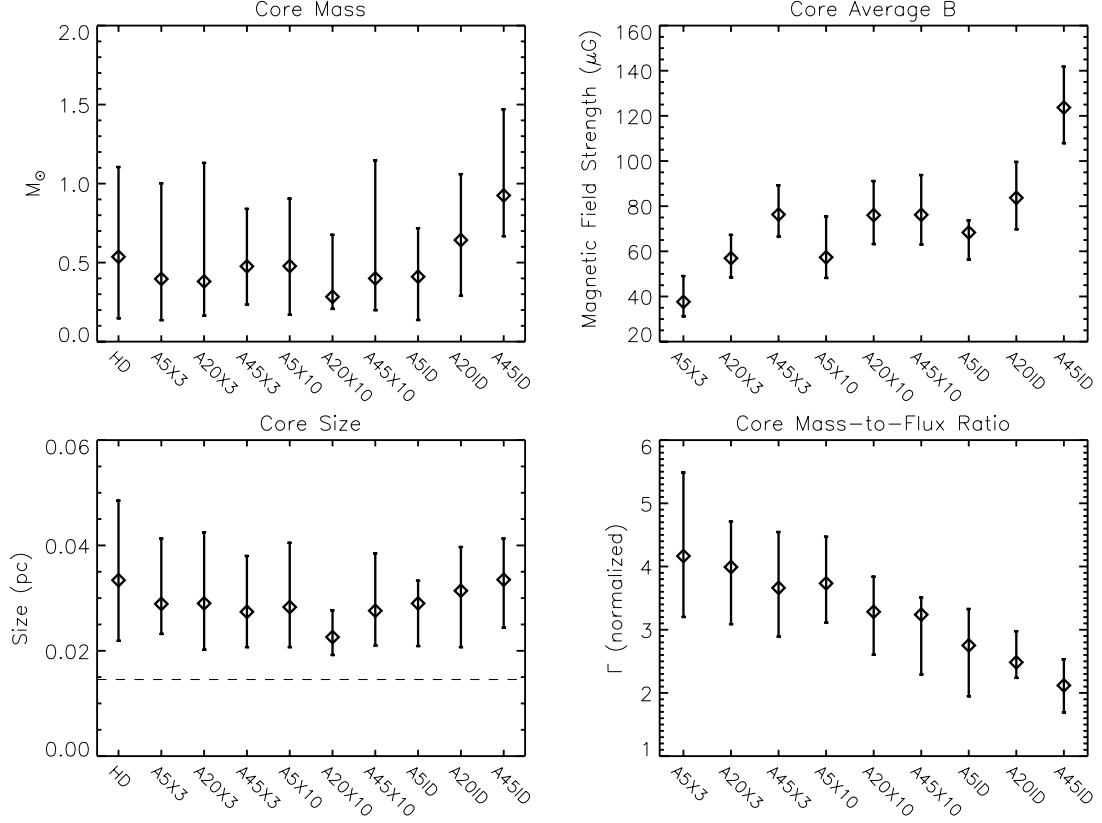 Core Mass
2.0
1.5
1.0
0.5
0.0
M⊙
HD
A5X3
A20X3
A45X3
A5X10
A20X10
A45X10
A5ID
A20ID
A45ID
Core Average B
160
140
120
100
80
60
40
20
Magnetic Field Strength (μG)
A5X3
A20X3
A45X3
A5X10
A20X10
A45X10
A5ID
A20ID
A45ID
Core Size
0.06
0.04
0.02
0.00
Size (pc)
HD
A5X3
A20X3
A45X3
A5X10
A20X10
A45X10
A5ID
A20ID
A45ID
Core Mass-to-Flux Ratio
6
5
4
3
2
1
Γ (normalized)
A5X3
A20X3
A45X3
A5X10
A20X10
A45X10
A5ID
A20ID
A45ID